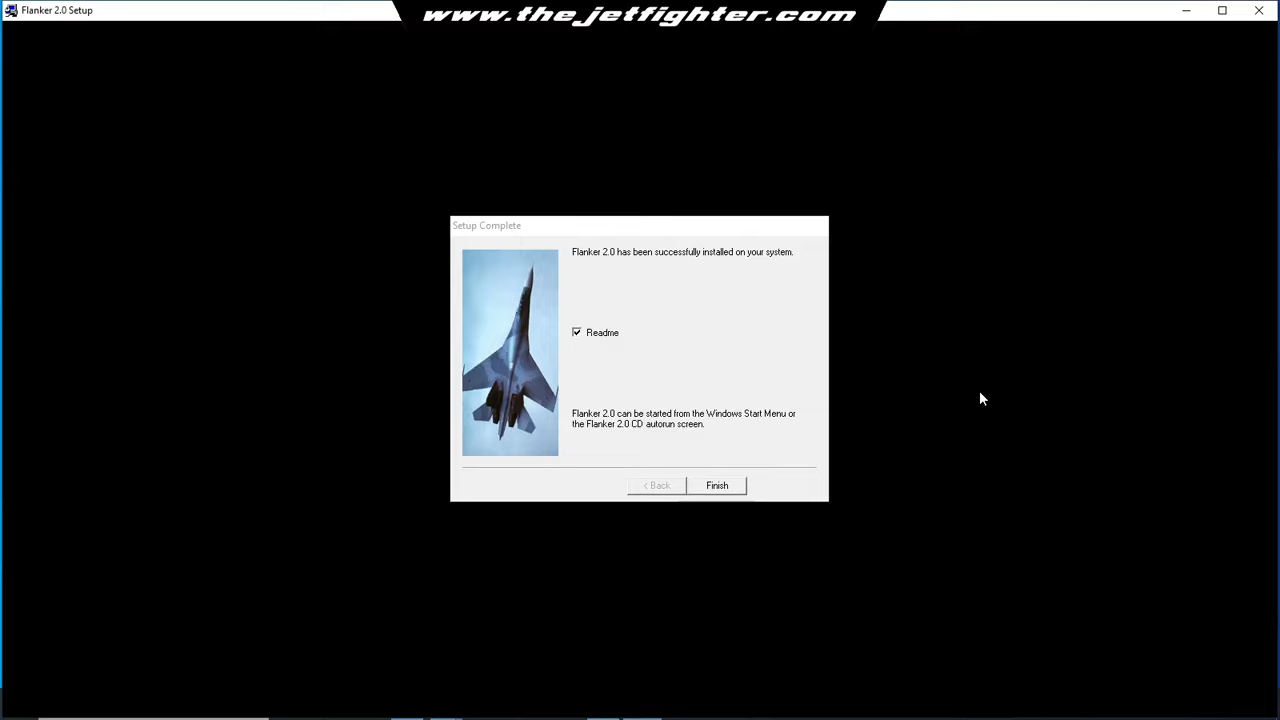 Flanker 2.0 Setup
www.thejetfighter.com
Setup Complete
Flanker 2.0 has been successfully installed on your system.
Readme
Flanker 2.0 can be started from the Windows Start Menu or
the Flanker 2.0 CD autorun screen.
< Back
Finish